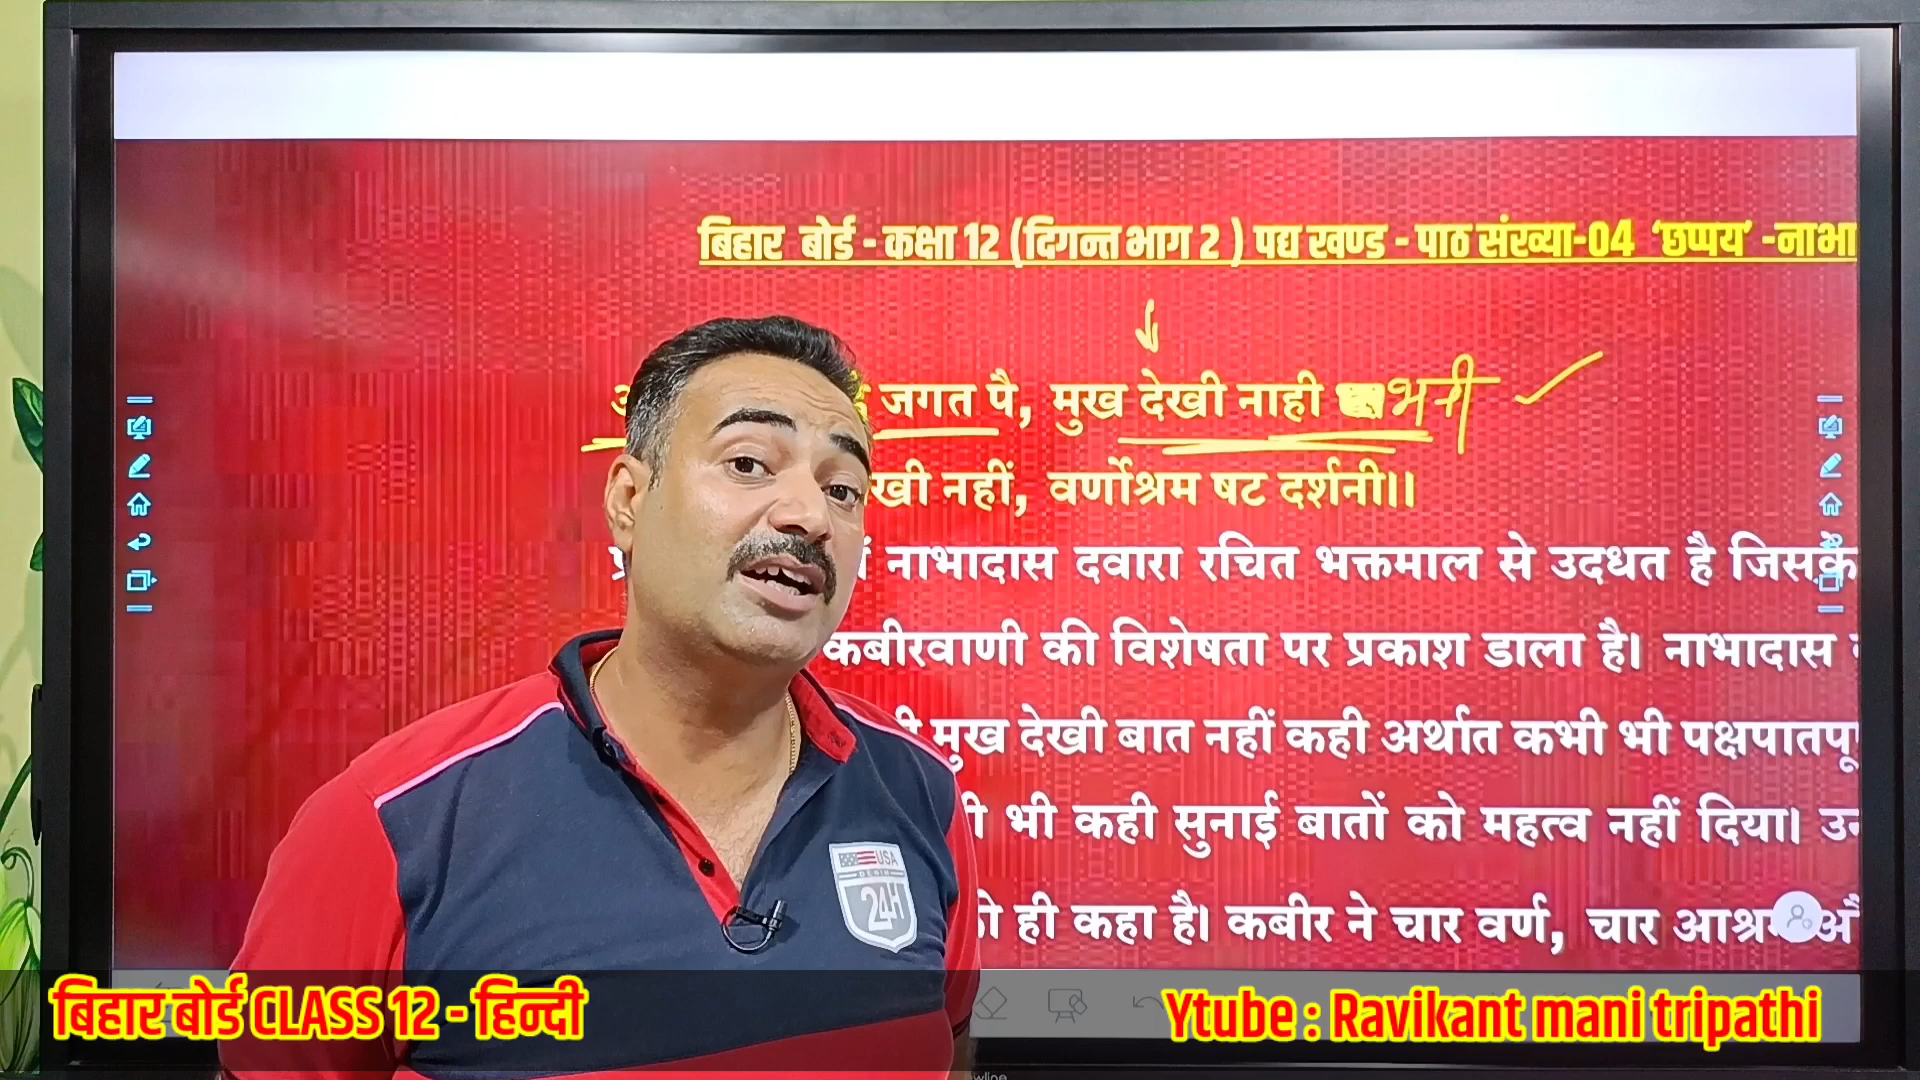 बिहार बोर्ड - कक्षा 12 (दिगन्त भाग 2 ) पद्य खण्ड - पाठ संख्या-04 ‘छप्पय’ -नाभा
जगत पै, मुख देखी नाही भनी
खी नहीं, वर्णोश्रम षट दर्शनी।।
नाभादास दवारा रचित भक्तमाल से उदधत है जिसके
कबीरवाणी की विशेषता पर प्रकाश डाला है। नाभादास
मुख देखी बात नहीं कही अर्थात कभी भी पक्षपातपू
भी कही सुनाई बातों को महत्व नहीं दिया।
ही कहा है। कबीर ने चार वर्ण, चार
USA
DENIM
24H
बिहार बोर्ड CLASS 12 - हिन्दी
Ytube : Ravikant mani tripathi